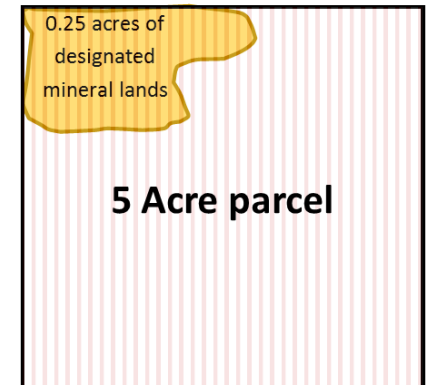 0.25 acres of
designated
mineral lands
5 Acre parcel